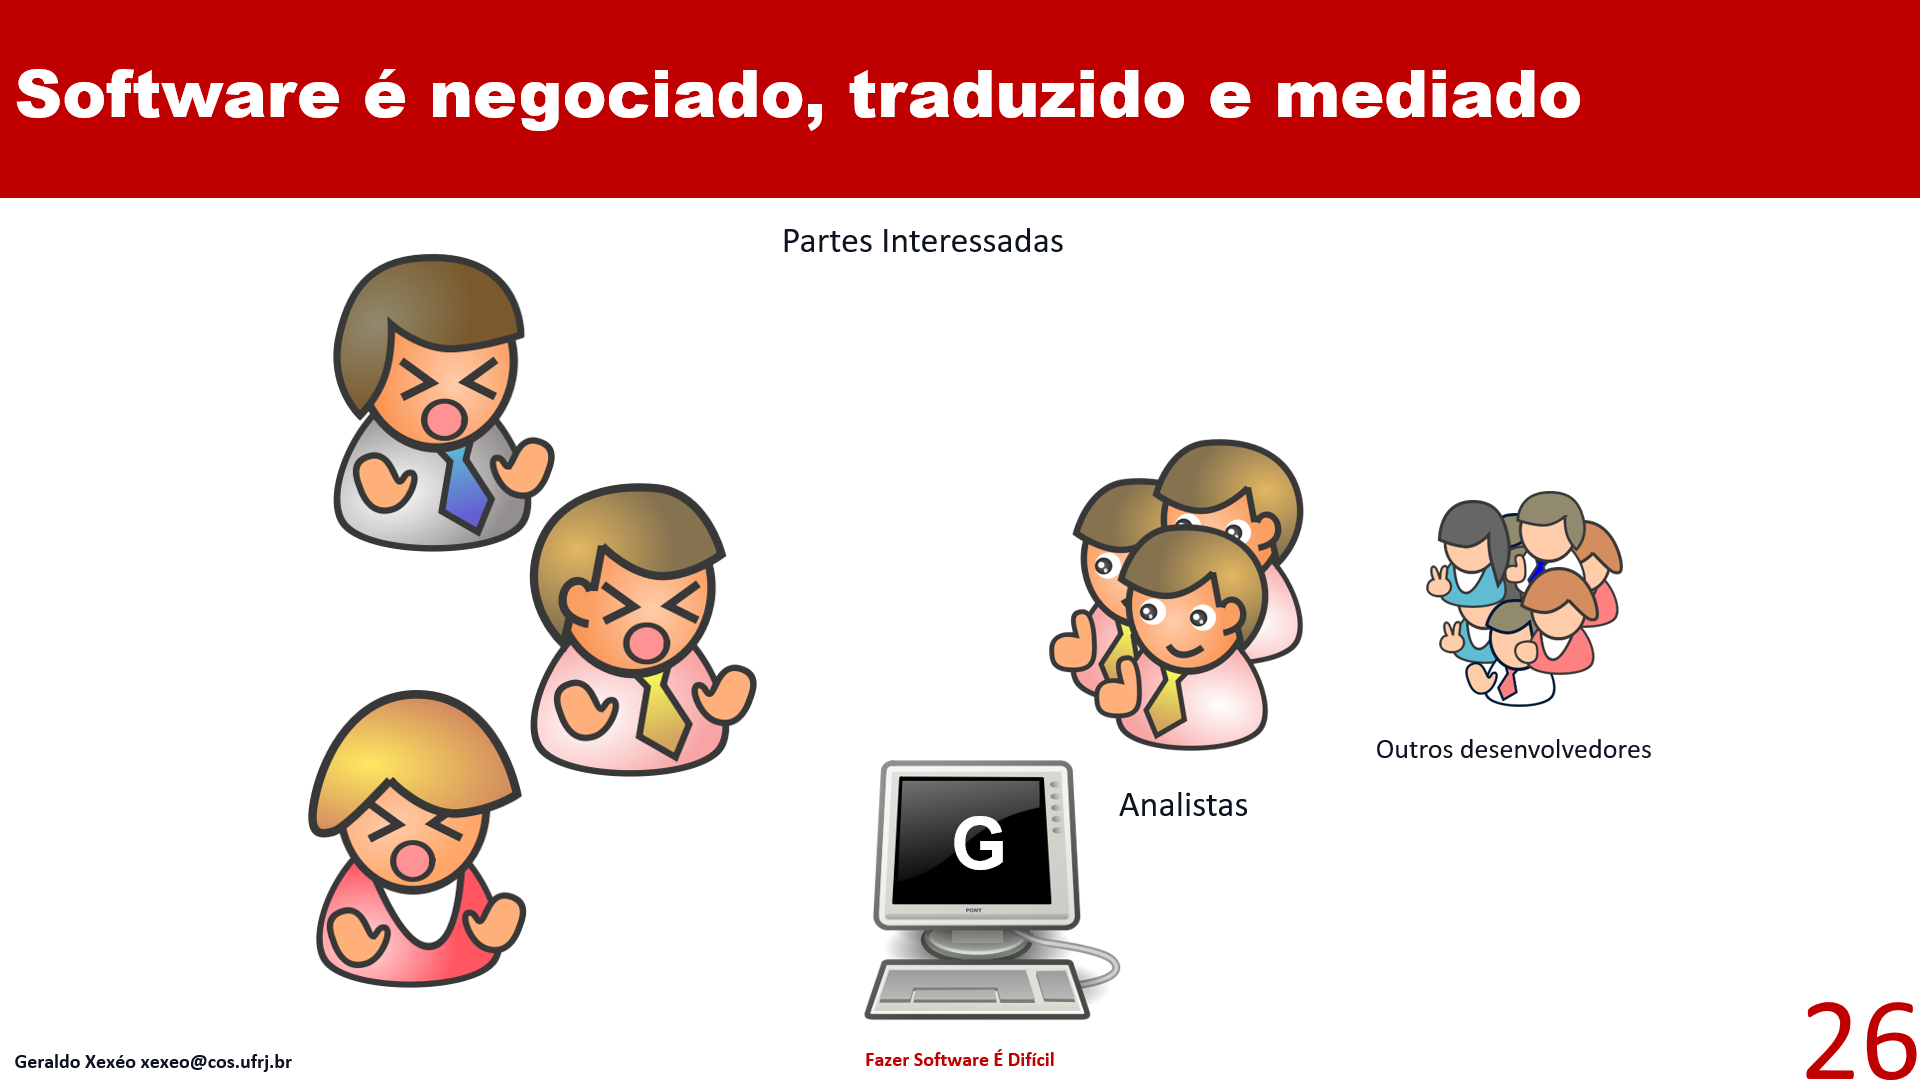 Software é negociado, traduzido e mediado
Partes Interessadas
Outros desenvolvedores
Analistas
G
PONY
Geraldo Xexéo xexeo@cos.ufrj.br
Fazer Software É Difícil
26